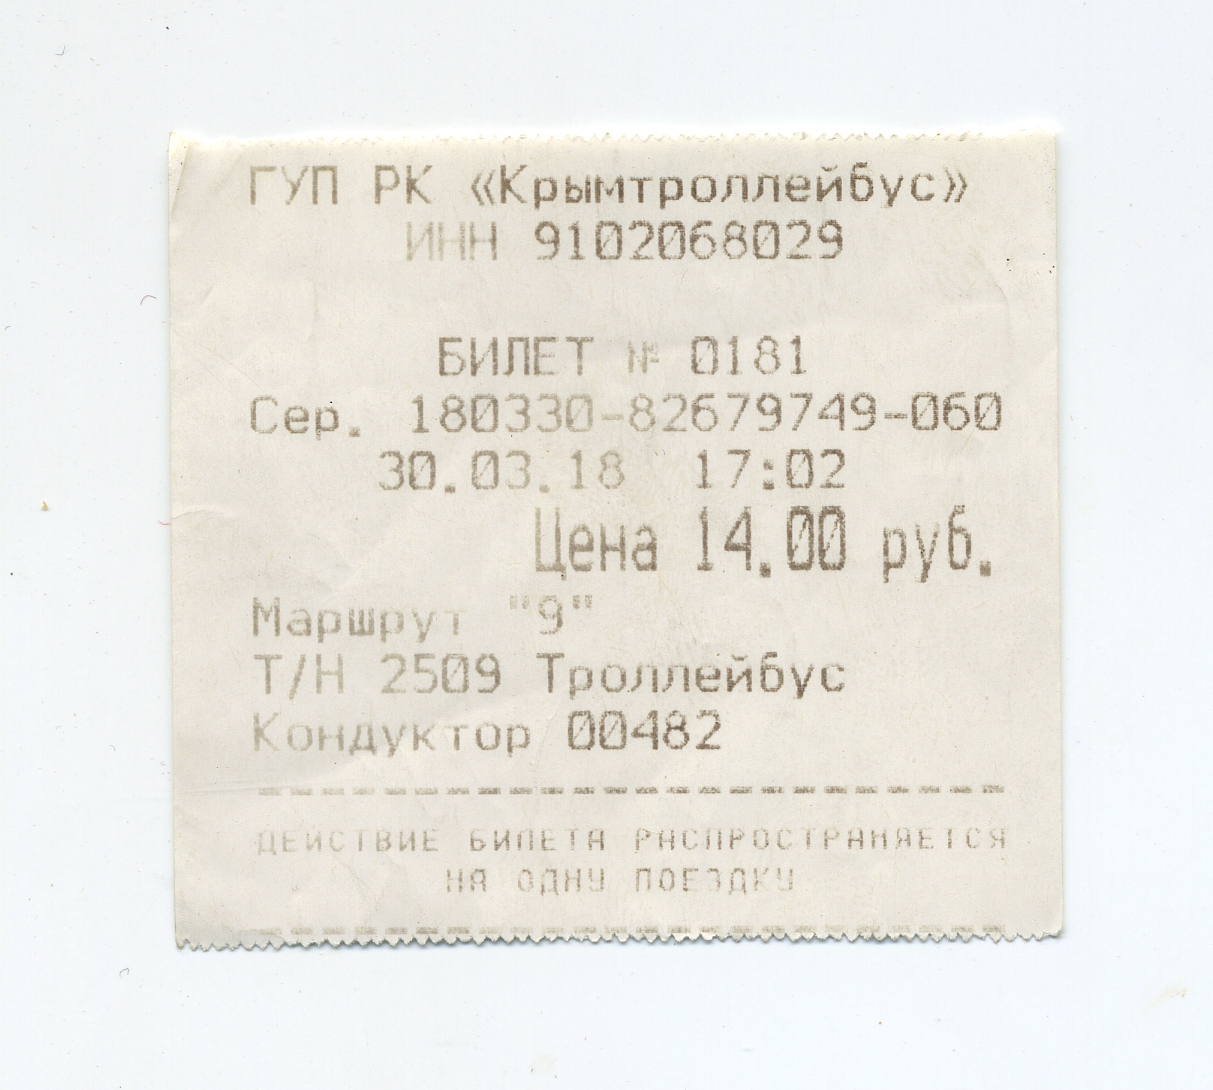 ГУП РК «Крымтроллейбус»
ИНН 9102068029
БИЛЕТ № 0181
Сер. 180330-82679749-060
30.03.18 17:02
Цена 14.00 руб.
Маршрут "9"
Т/Н 2509 Троллейбус
Кондуктор 00482
ДЕЙСТВИЕ БИЛЕТА РАСПРОСТРАНЯЕТСЯ
НА ОДНУ ПОЕЗДКУ